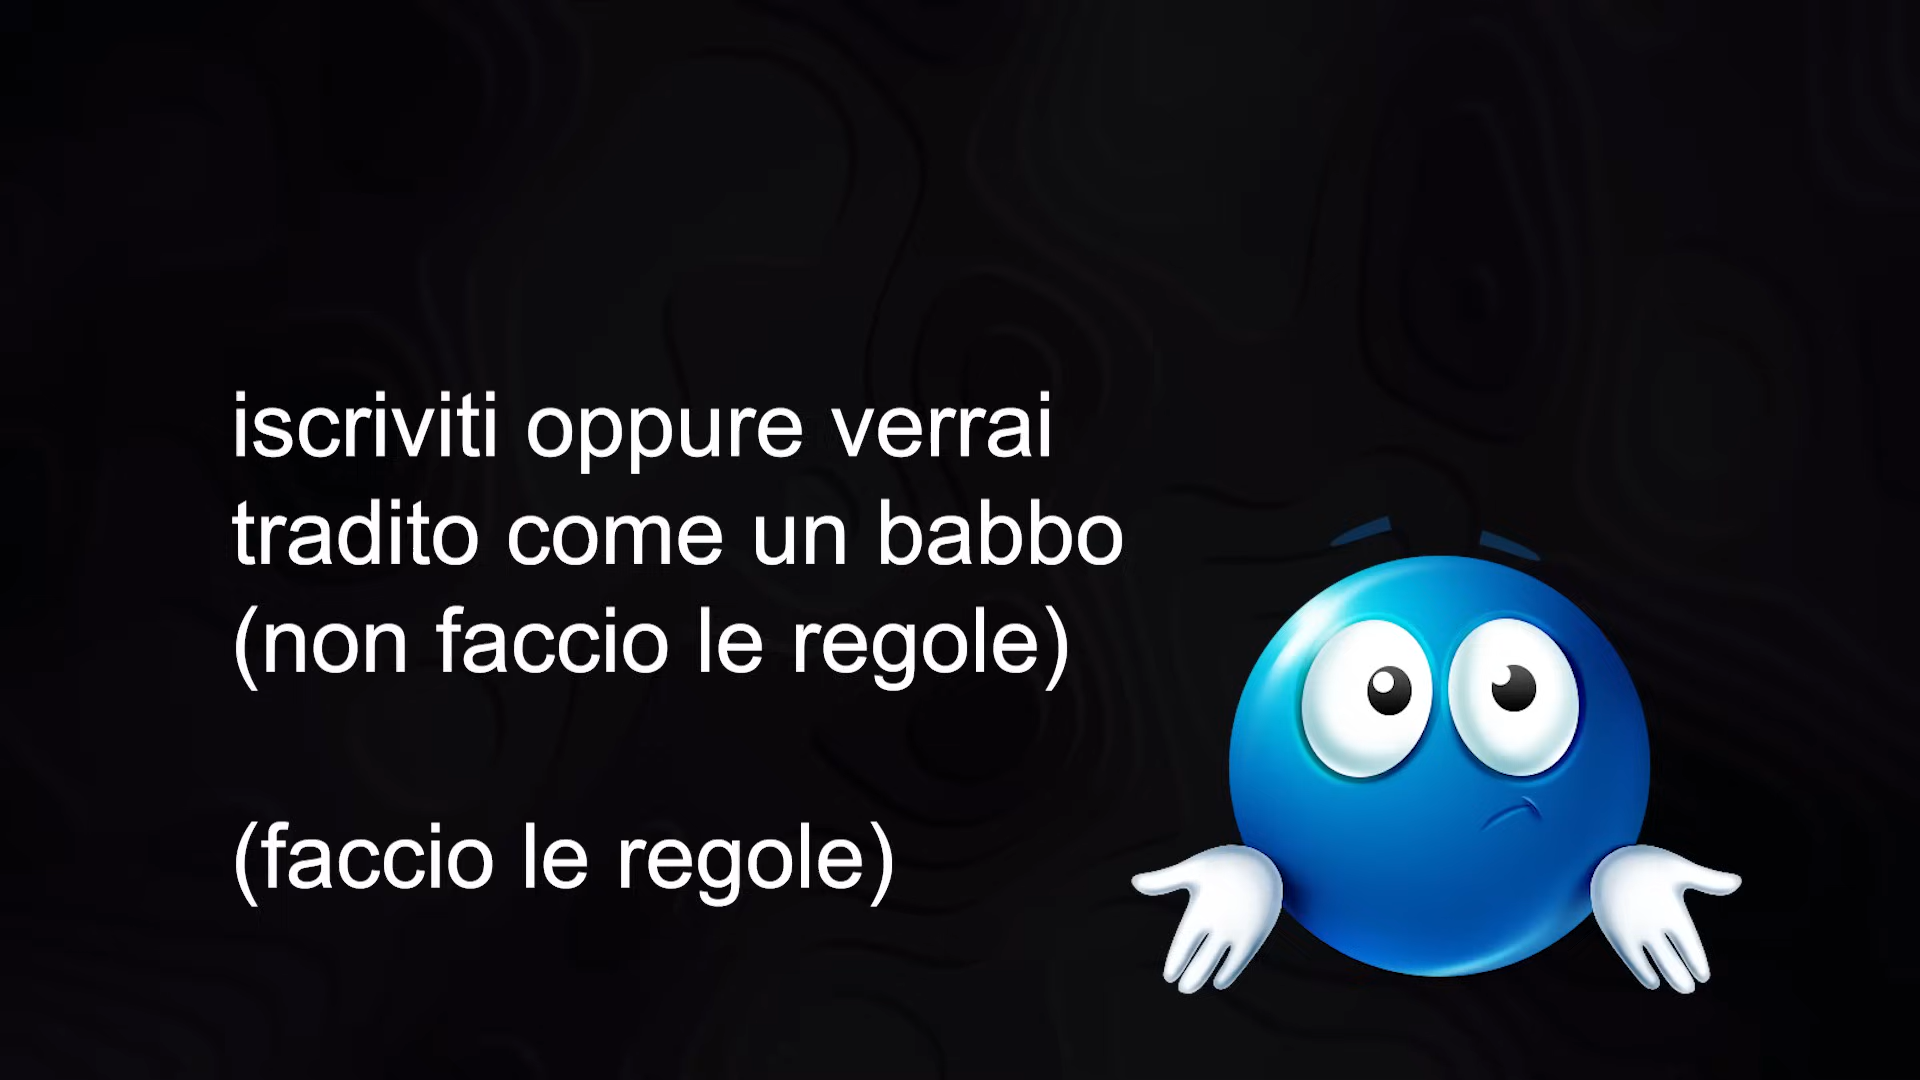 iscriviti oppure verrai
tradito come un babbo
(non faccio le regole)
(faccio le regole)